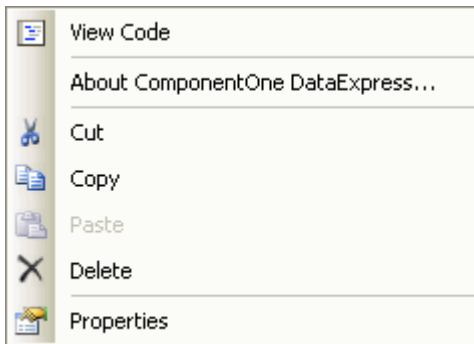 View Code
About ComponentOne DataExpress...
Cut
Copy
Paste
Delete
Properties